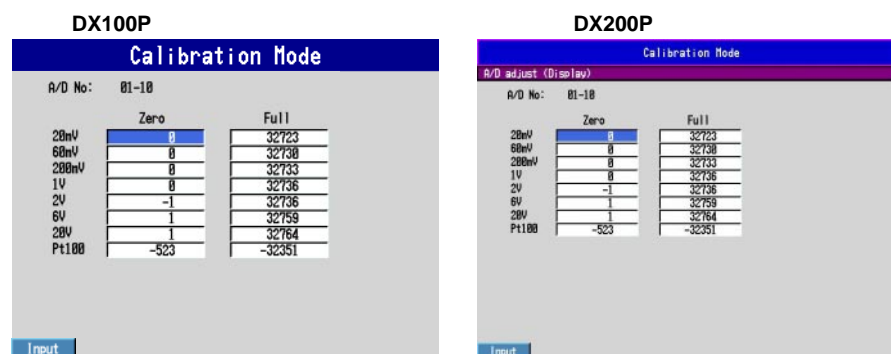 DX100P
Calibration Mode
A/D No: 01-10
Zero Full
20mV 0 32723
60mV 0 32730
200mV 0 32733
1V 0 32736
2V -1 32736
6V 1 32759
20V 1 32764
Pt100 -523 -32351
Input
DX200P
Calibration Mode
A/D adjust (Display)
A/D No: 01-10
Zero Full
20mV 0 32723
60mV 0 32730
200mV 0 32733
1V 0 32736
2V -1 32736
6V 1 32759
20V 1 32764
Pt100 -523 -32351
Input